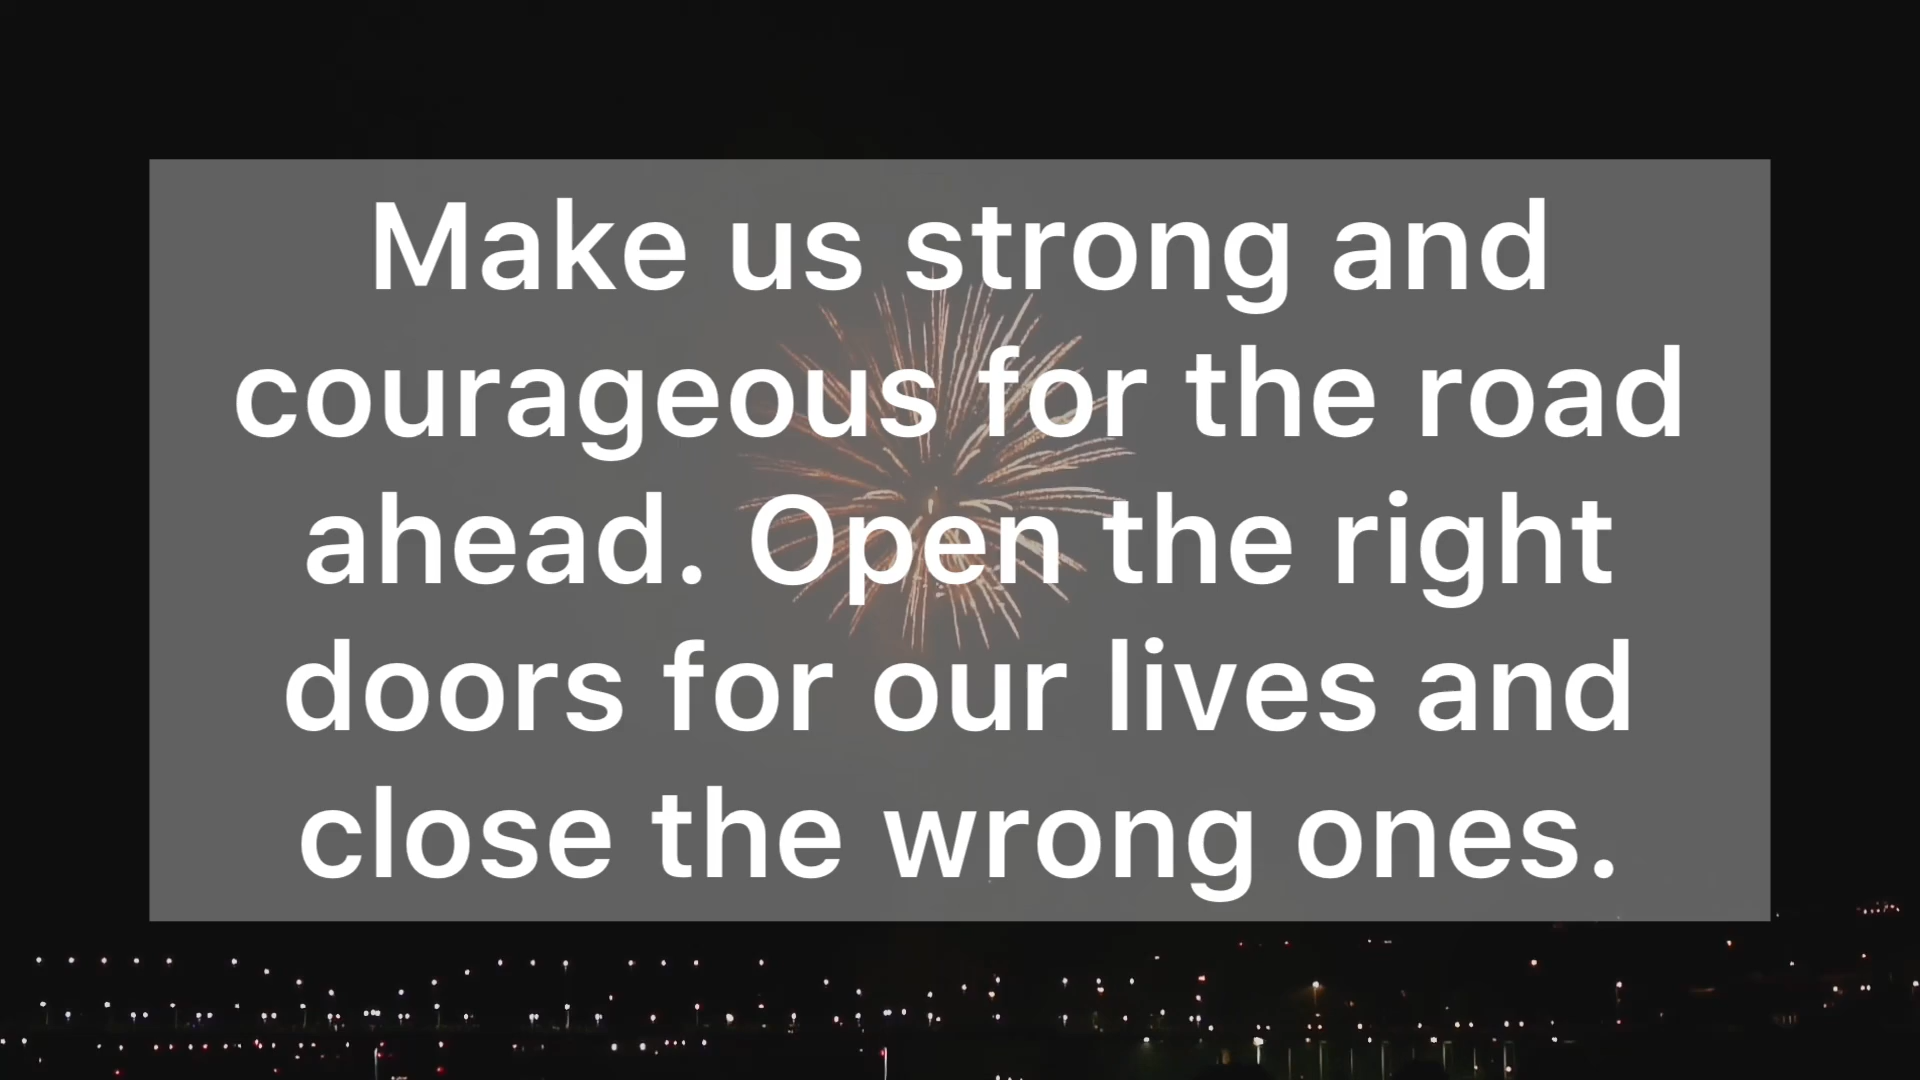 Make us strong and
courageous for the road
ahead. Open the right
doors for our lives and
close the wrong ones.